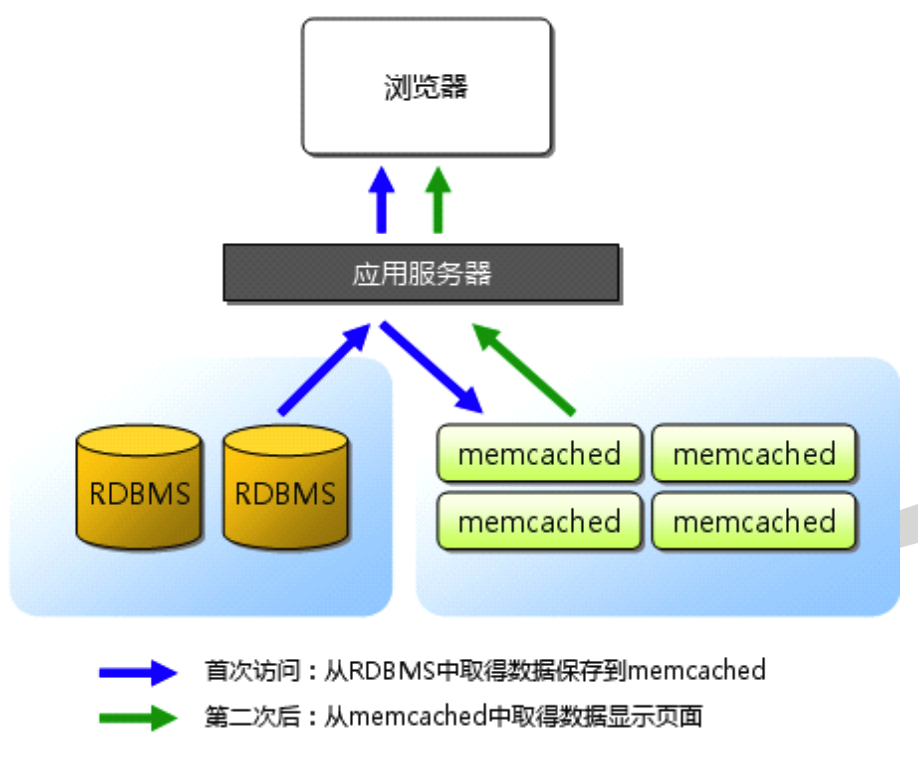 浏览器
应用服务器
RDBMS RDBMS
memcached memcached
memcached memcached
首次访问：从RDBMS中取得数据保存到memcached
第二次后：从memcached中取得数据显示页面